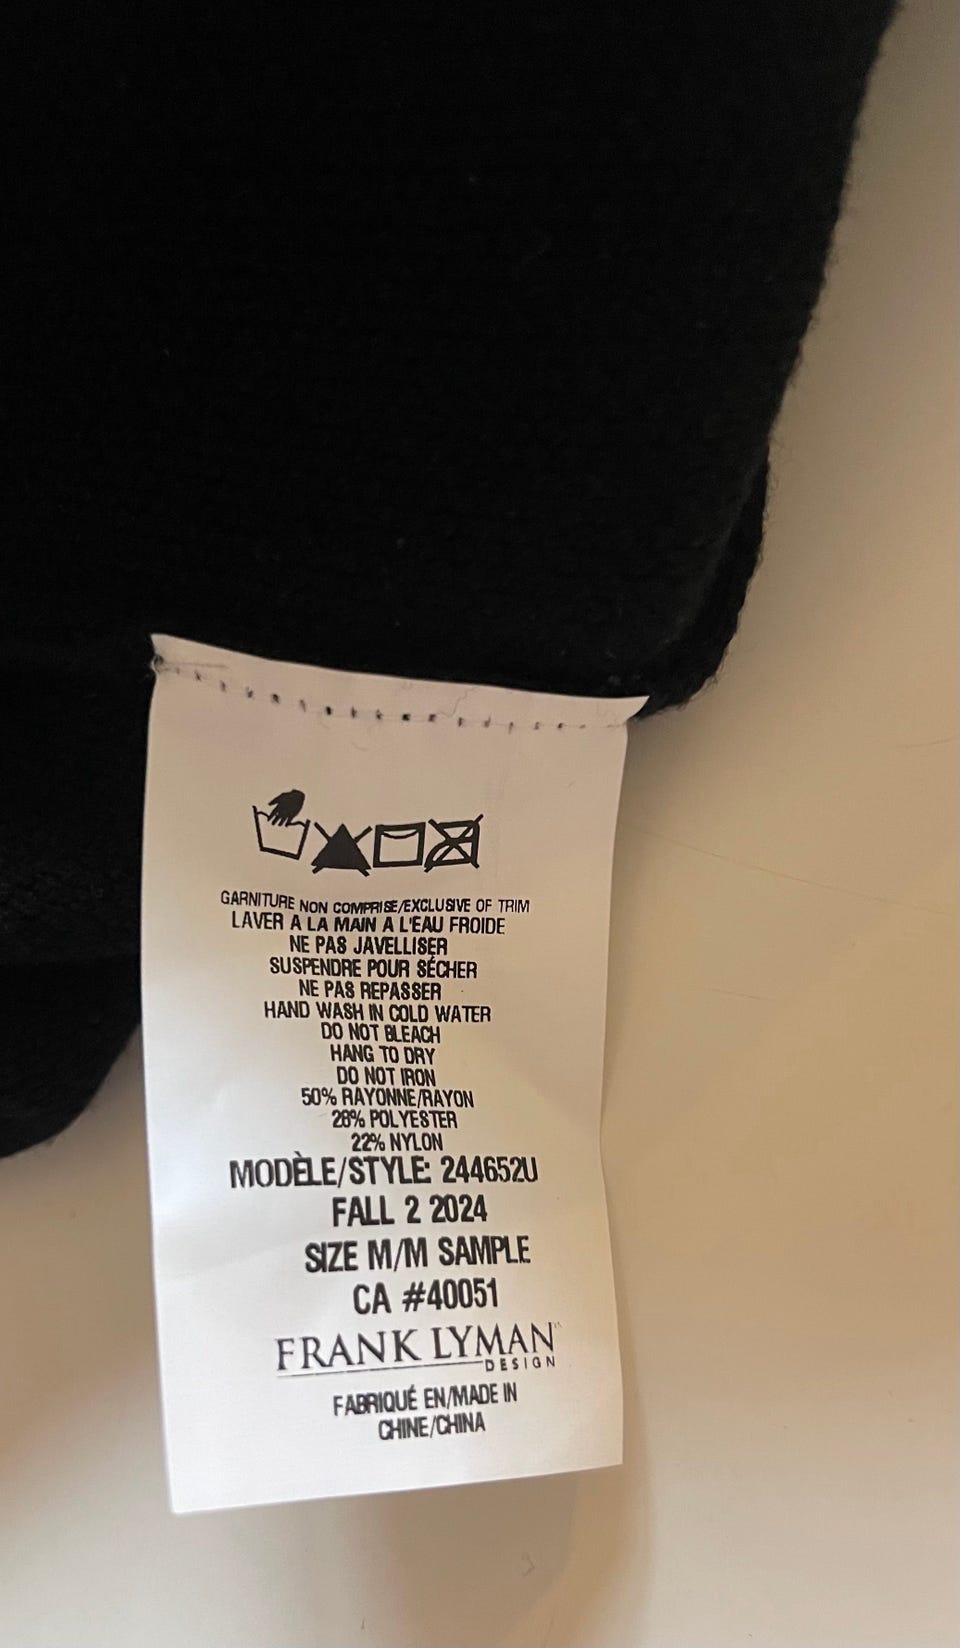 GARNITURE NON COMPRISE/EXCLUSIVE OF TRIM
LAVER A LA MAIN A L'EAU FROIDE
NE PAS JAVELLISER
SUSPENDRE POUR SÉCHER
NE PAS REPASSER
HAND WASH IN COLD WATER
DO NOT BLEACH
HANG TO DRY
DO NOT IRON
50% RAYONNE/RAYON
28% POLYESTER
22% NYLON
MODÈLE/STYLE: 244652U
FALL 2 2024
SIZE M/M SAMPLE
CA #40051
FRANK LYMAN
DESIGN
FABRIQUÉ EN/MADE IN
CHINE/CHINA